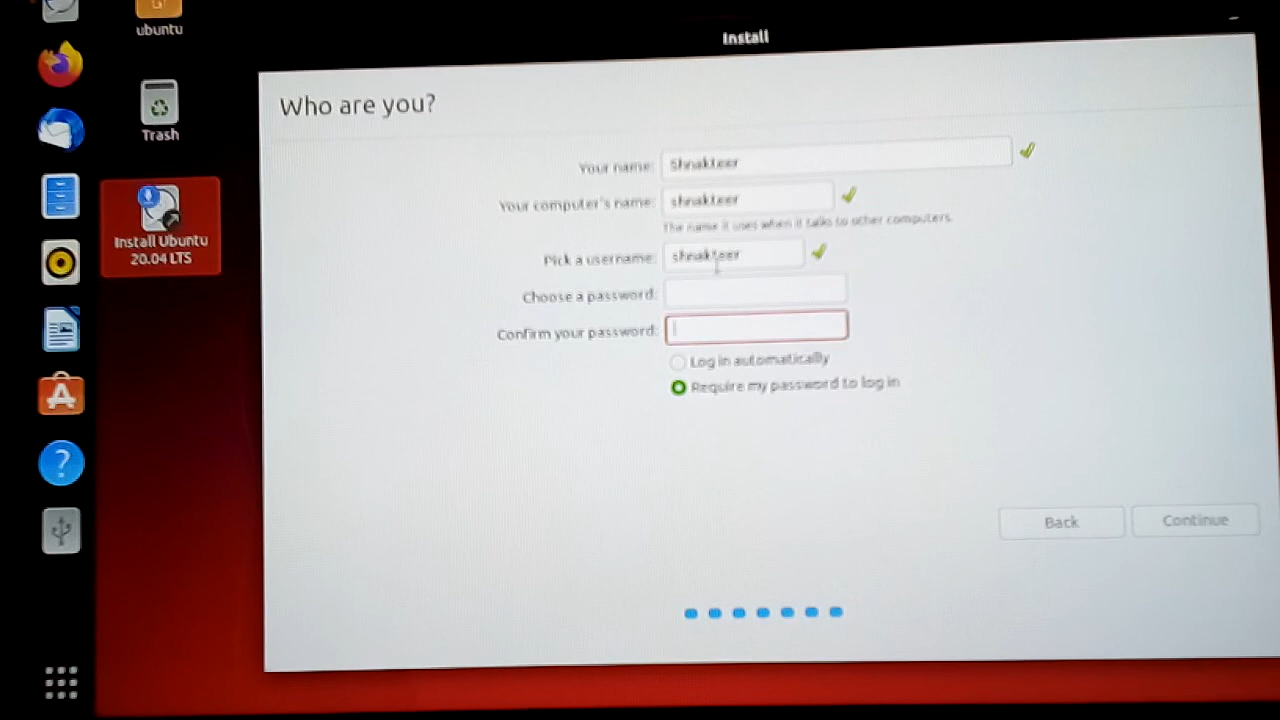 ubuntu
Install
Who are you?
Trash
Your name: Shnakteer
Your computer's name: shnakteer
The name it uses when it talks to other computers.
Install Ubuntu
20.04 LTS
Pick a username: shnakteer
Choose a password:
Confirm your password:
Log in automatically
Require my password to log in
Back
Continue